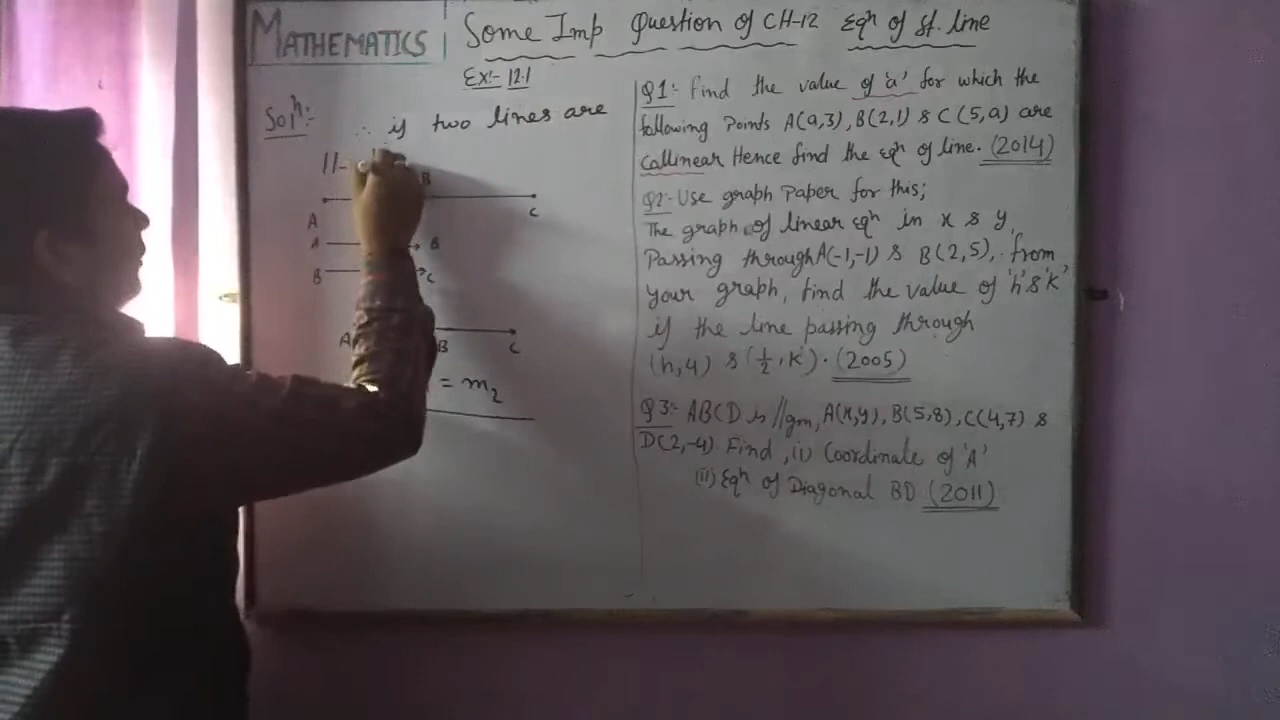 MATHEMATICS
Some Imp Question of CH-12 Eqn of st. line
Ex:- 12.1
Soln:-
∴ if two lines are
||
B
A C
A B
B C
A B C
= m2
Q1:- Find the value of 'a' for which the
following Points A(a,3), B(2,1) & C(5,a) are
Callinear Hence find the eqn of line. (2014)
Q2:- Use graph Paper for this;
The graph of linear eqn in x & y,
Passing through A(-1,-1) & B(2,5), from
your graph, find the value of 'h' & 'k'
if the line passing through
(h,4) & (1/2,k). (2005)
Q3:- ABCD is //gm, A(x,y), B(5,8), C(4,7) &
D(2,-4). Find, (i) Coordinate of 'A'
(ii) Eqn of Diagonal BD (2011)